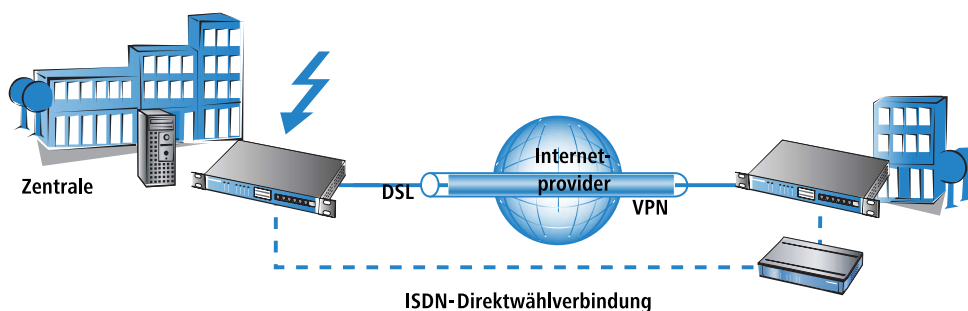 Zentrale
DSL
Internet-
provider
VPN
ISDN-Direktwählverbindung